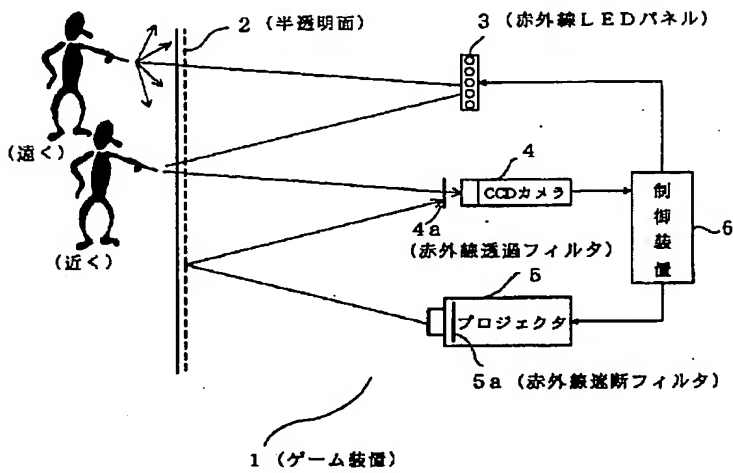 2 (半透明面)
3 (赤外線LEDパネル)
(遠く)
4
CCDカメラ
制御装置
6
4a
(赤外線透過フィルタ)
(近く)
5
プロジェクタ
5a (赤外線遮断フィルタ)
1 (ゲーム装置)